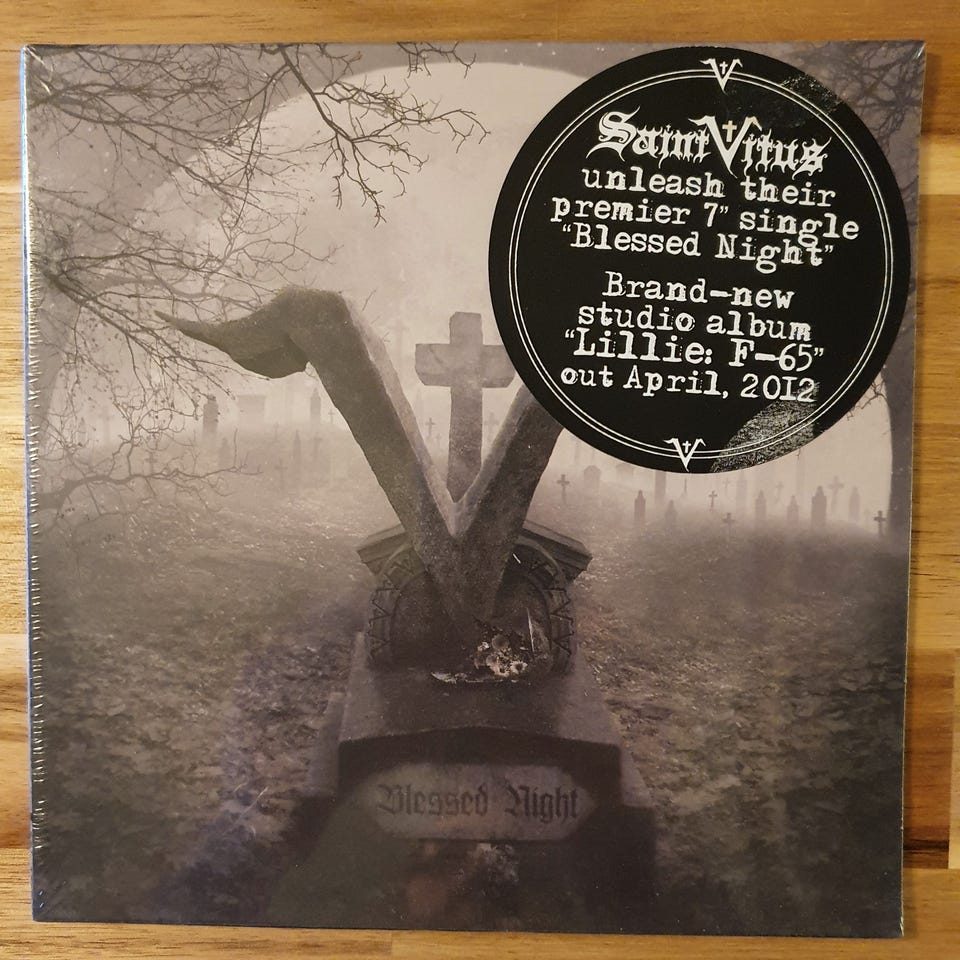 Saint Vitus
unleash their
premier 7" single
"Blessed Night"
Brand-new
studio album
"Lillie: F-65"
out April, 2012
Blessed Night